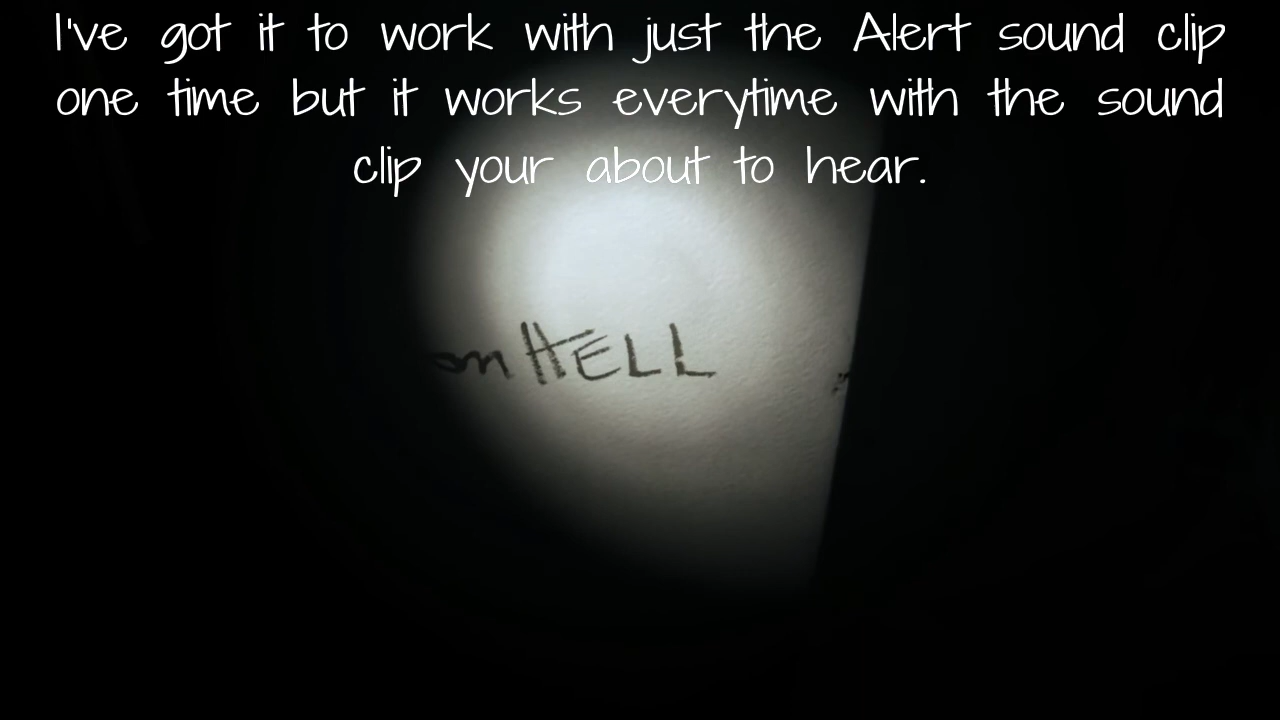 I've got it to work with just the Alert sound clip
one time but it works everytime with the sound
clip your about to hear.
HELL